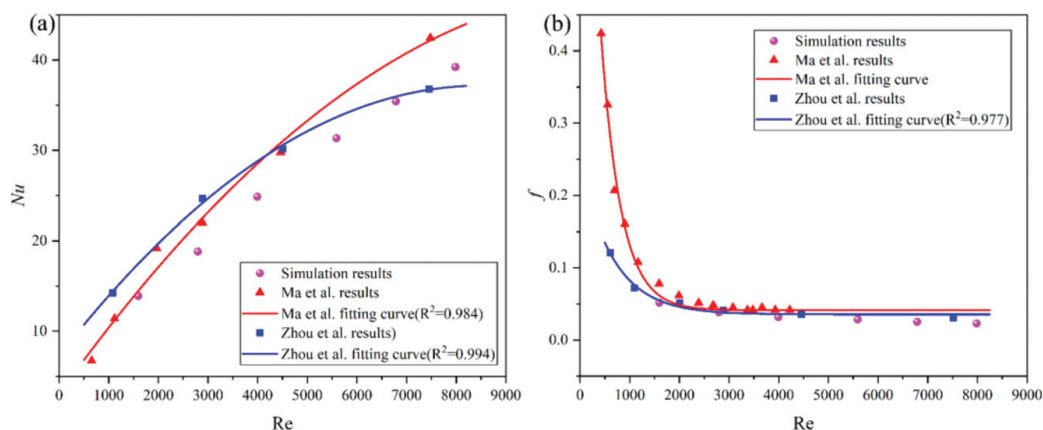 (a)
Nu
40
30
20
10
0 1000 2000 3000 4000 5000 6000 7000 8000 9000
Re
Simulation results
Ma et al. results
Ma et al. fitting curve(R²=0.984)
Zhou et al. results)
Zhou et al. fitting curve(R²=0.994)
(b)
f
0.4
0.3
0.2
0.1
0.0
0 1000 2000 3000 4000 5000 6000 7000 8000 9000
Re
Simulation results
Ma et al. results
Ma et al. fitting curve
Zhou et al. results
Zhou et al. fitting curve(R²=0.977)